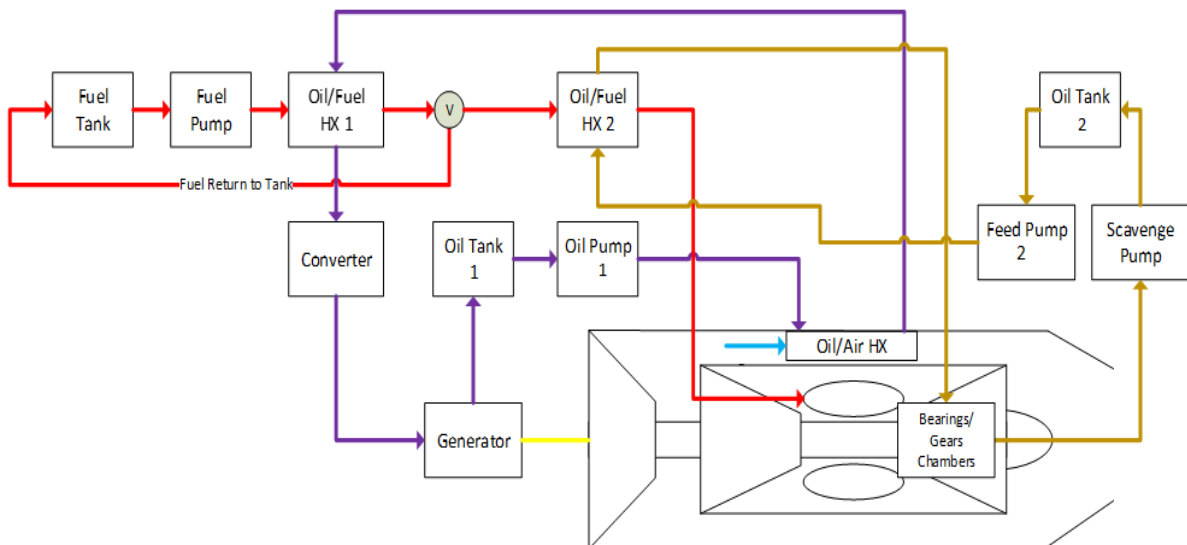 Fuel
Tank
Fuel
Pump
Oil/Fuel
HX 1
V
Oil/Fuel
HX 2
Oil Tank
2
Fuel Return to Tank
Converter
Oil Tank
1
Oil Pump
1
Feed Pump
2
Scavenge
Pump
Oil/Air HX
Generator
Bearings/
Gears
Chambers